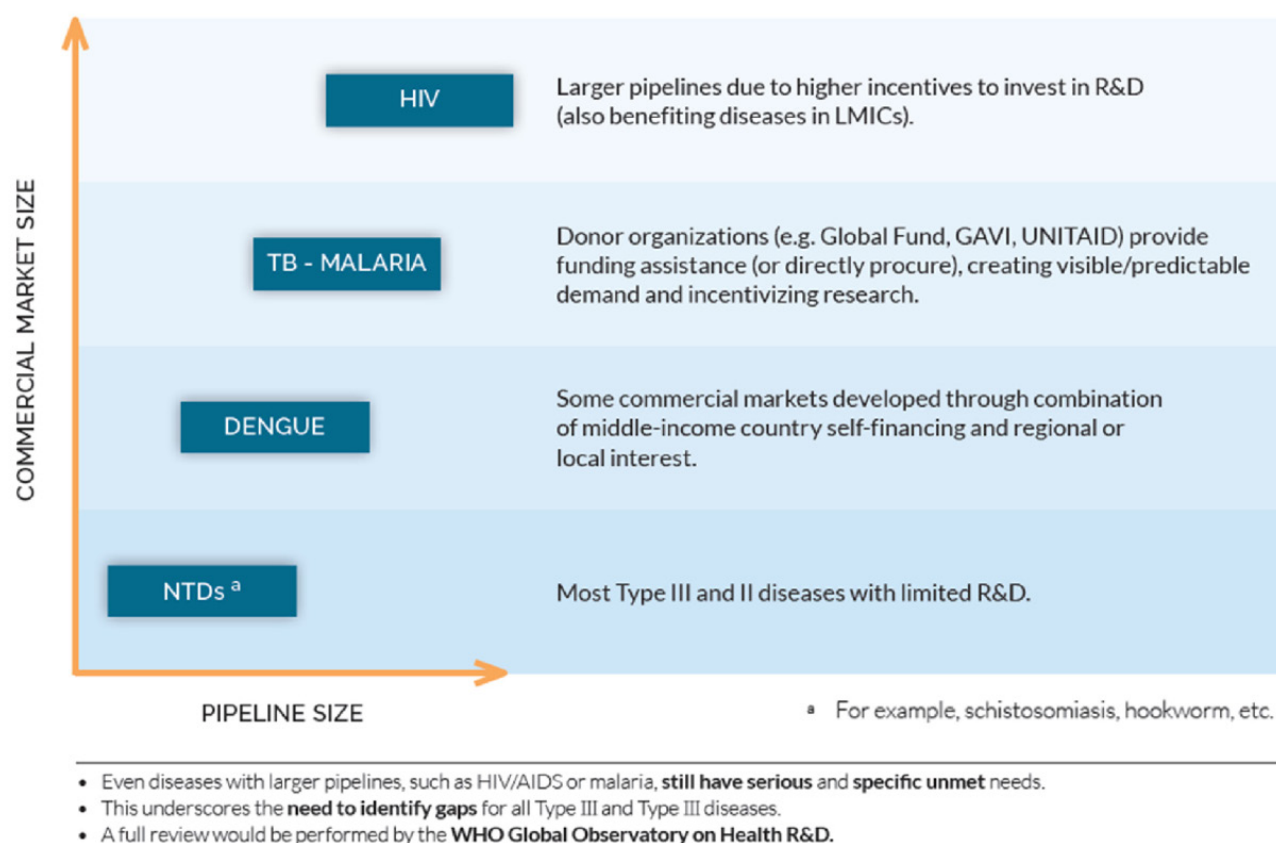 COMMERCIAL MARKET SIZE
HIV
Larger pipelines due to higher incentives to invest in R&D
(also benefiting diseases in LMICs).
TB - MALARIA
Donor organizations (e.g. Global Fund, GAVI, UNITAID) provide
funding assistance (or directly procure), creating visible/predictable
demand and incentivizing research.
DENGUE
Some commercial markets developed through combination
of middle-income country self-financing and regional or
local interest.
NTDs a
Most Type III and II diseases with limited R&D.
PIPELINE SIZE
a For example, schistosomiasis, hookworm, etc.
• Even diseases with larger pipelines, such as HIV/AIDS or malaria, still have serious and specific unmet needs.
• This underscores the need to identify gaps for all Type III and Type III diseases.
• A full review would be performed by the WHO Global Observatory on Health R&D.